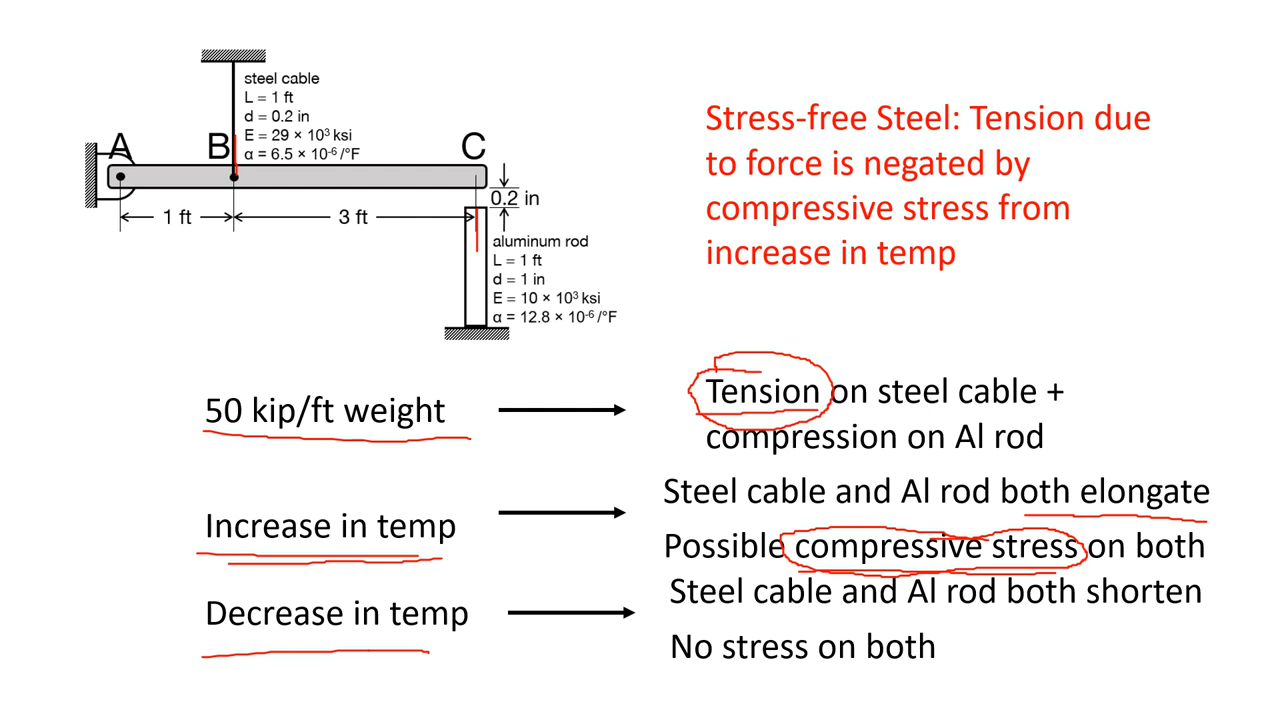 steel cable
L = 1 ft
d = 0.2 in
E = 29 × 10³ ksi
α = 6.5 × 10⁻⁶ /°F
A
B
C
0.2 in
1 ft
3 ft
aluminum rod
L = 1 ft
d = 1 in
E = 10 × 10³ ksi
α = 12.8 × 10⁻⁶ /°F
Stress-free Steel: Tension due
to force is negated by
compressive stress from
increase in temp
50 kip/ft weight
Tension on steel cable +
compression on Al rod
Increase in temp
Steel cable and Al rod both elongate
Possible compressive stress on both
Decrease in temp
Steel cable and Al rod both shorten
No stress on both